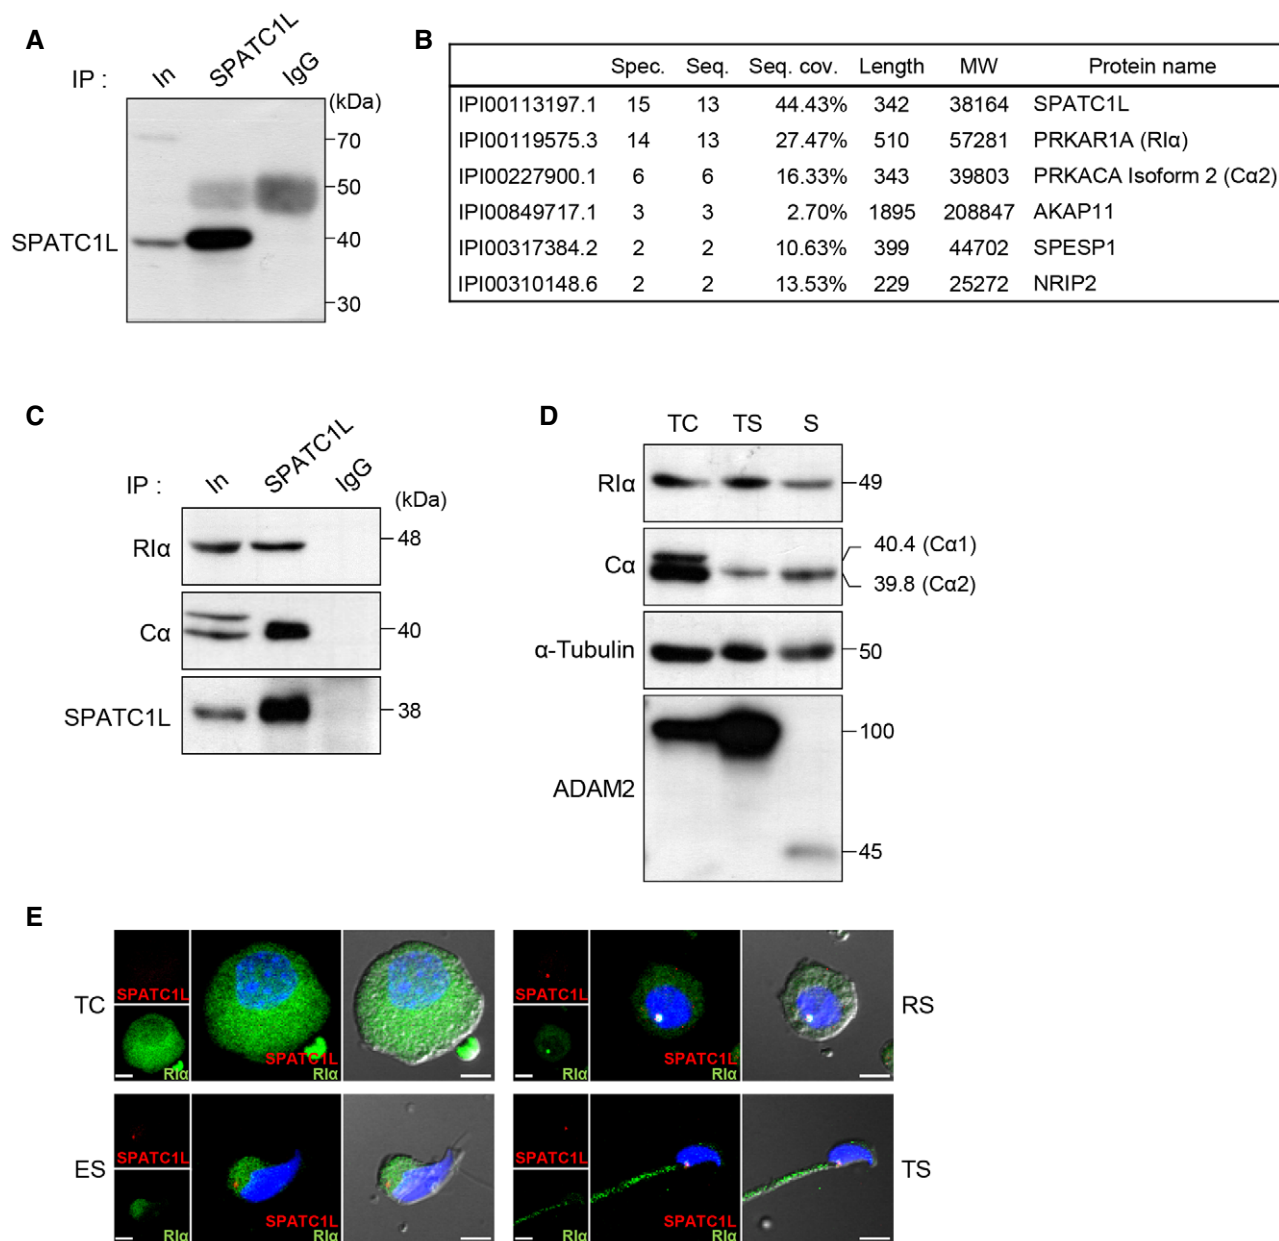 A
IP : In SPATC1L IgG
(kDa)
70
50
SPATC1L 40
30
B
Spec. Seq. Seq. cov. Length MW Protein name
IPI00113197.1 15 13 44.43% 342 38164 SPATC1L
IPI00119575.3 14 13 27.47% 510 57281 PRKAR1A (RIα)
IPI00227900.1 6 6 16.33% 343 39803 PRKACA Isoform 2 (Cα2)
IPI00849717.1 3 3 2.70% 1895 208847 AKAP11
IPI00317384.2 2 2 10.63% 399 44702 SPESP1
IPI00310148.6 2 2 13.53% 229 25272 NRIP2
C
IP : In SPATC1L IgG
(kDa)
RIα 48
Cα 40
SPATC1L 38
D
TC TS S
RIα 49
Cα 40.4 (Cα1)
39.8 (Cα2)
α-Tubulin 50
100
ADAM2
45
E
TC
SPATC1L
RIα
SPATC1L
RIα
RS
SPATC1L
RIα
SPATC1L
RIα
ES
SPATC1L
RIα
SPATC1L
RIα
TS
SPATC1L
RIα
SPATC1L
RIα